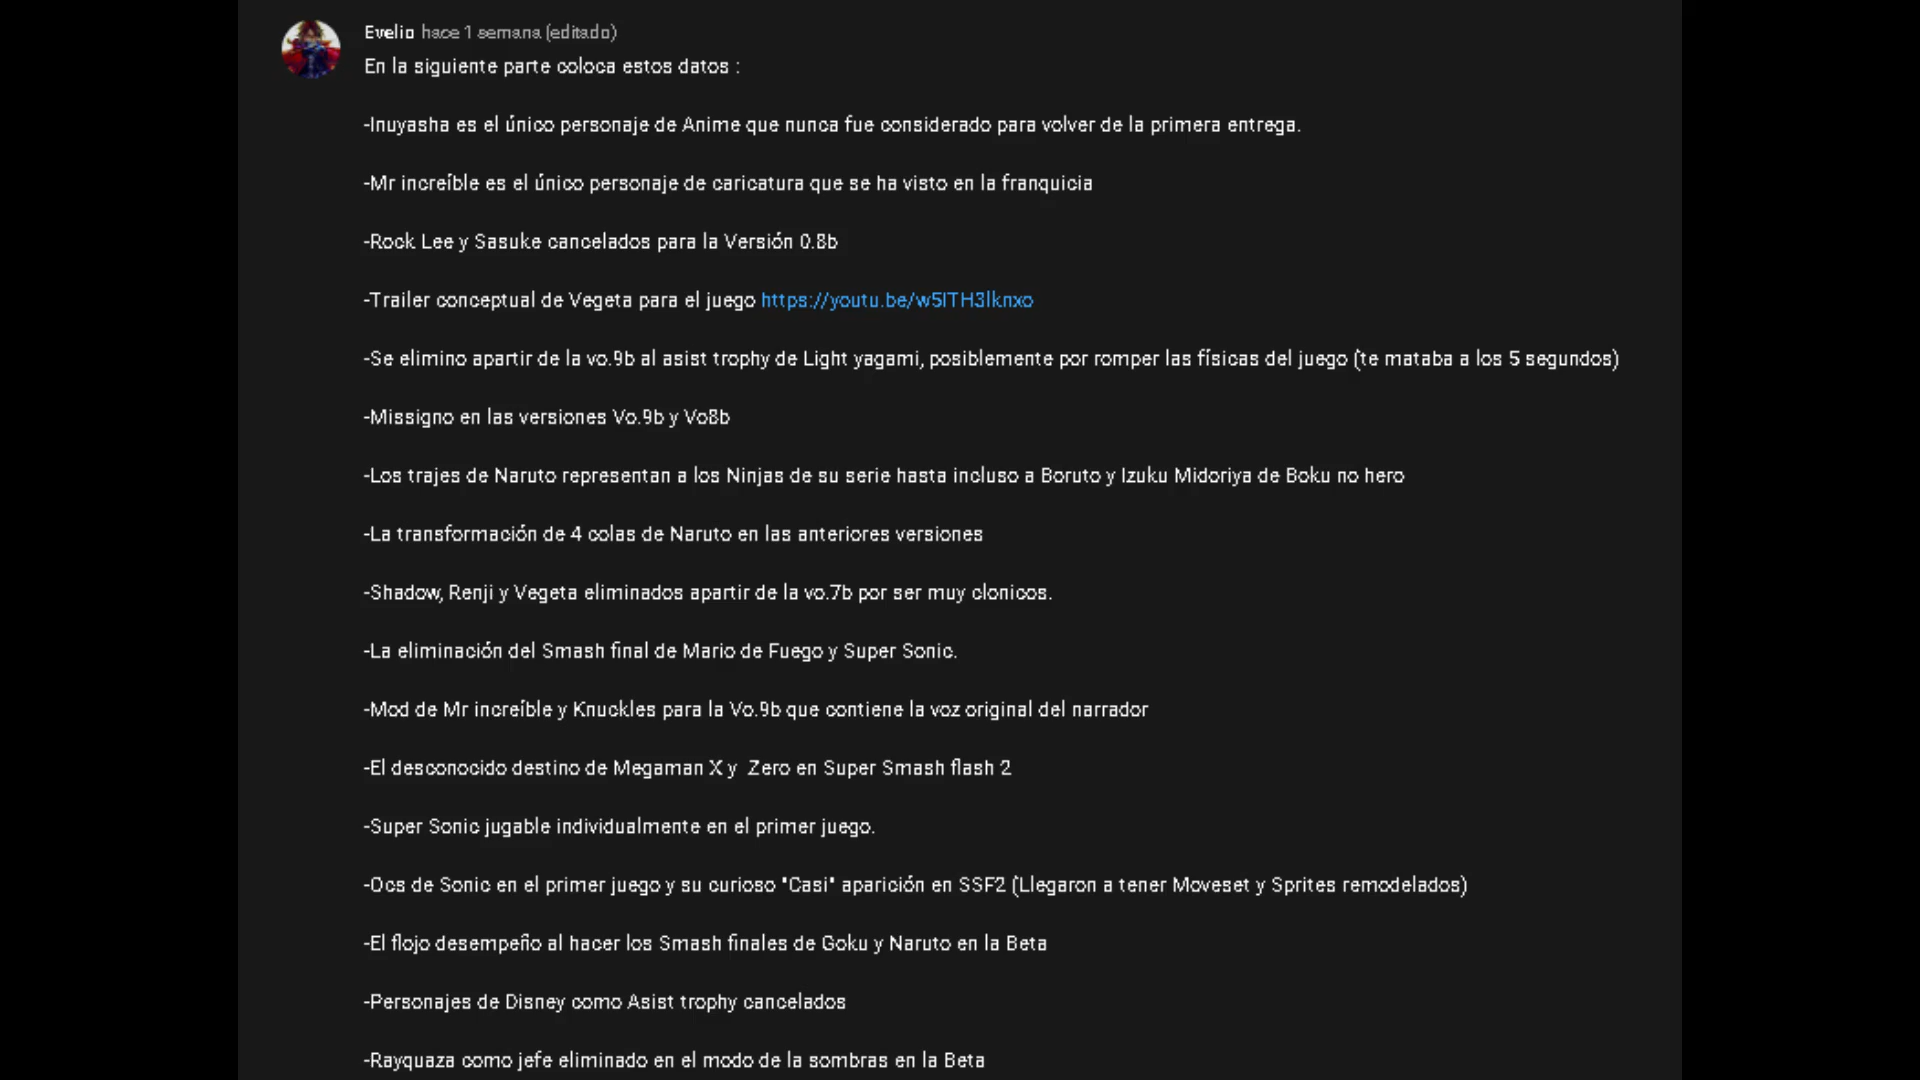 Evelio hace 1 semana (editado)
En la siguiente parte coloca estos datos :
-Inuyasha es el único personaje de Anime que nunca fue considerado para volver de la primera entrega.
-Mr increíble es el único personaje de caricatura que se ha visto en la franquicia
-Rock Lee y Sasuke cancelados para la Versión 0.8b
-Trailer conceptual de Vegeta para el juego https://youtu.be/w5ITH3lknxo
-Se elimino apartir de la vo.9b al asist trophy de Light yagami, posiblemente por romper las físicas del juego (te mataba a los 5 segundos)
-Missigno en las versiones Vo.9b y Vo8b
-Los trajes de Naruto representan a los Ninjas de su serie hasta incluso a Boruto y Izuku Midoriya de Boku no hero
-La transformación de 4 colas de Naruto en las anteriores versiones
-Shadow, Renji y Vegeta eliminados apartir de la vo.7b por ser muy clonicos.
-La eliminación del Smash final de Mario de Fuego y Super Sonic.
-Mod de Mr increíble y Knuckles para la Vo.9b que contiene la voz original del narrador
-El desconocido destino de Megaman X y  Zero en Super Smash flash 2
-Super Sonic jugable individualmente en el primer juego.
-Ocs de Sonic en el primer juego y su curioso "Casi" aparición en SSF2 (Llegaron a tener Moveset y Sprites remodelados)
-El flojo desempeño al hacer los Smash finales de Goku y Naruto en la Beta
-Personajes de Disney como Asist trophy cancelados
-Rayquaza como jefe eliminado en el modo de la sombras en la Beta